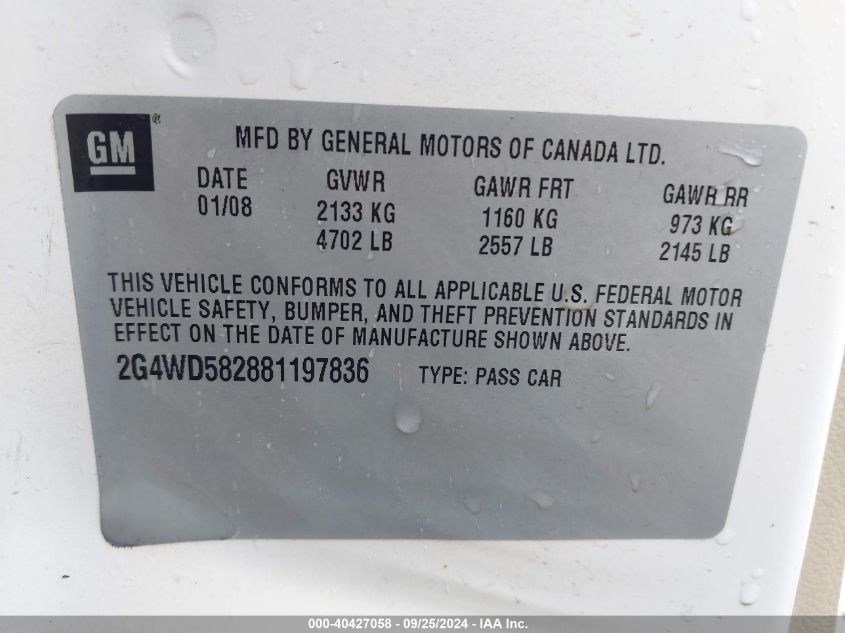 GM®
MFD BY GENERAL MOTORS OF CANADA LTD.
DATE GVWR GAWR FRT GAWR RR
01/08 2133 KG 1160 KG 973 KG
4702 LB 2557 LB 2145 LB
THIS VEHICLE CONFORMS TO ALL APPLICABLE U.S. FEDERAL MOTOR
VEHICLE SAFETY, BUMPER, AND THEFT PREVENTION STANDARDS IN
EFFECT ON THE DATE OF MANUFACTURE SHOWN ABOVE.
2G4WD582881197836 TYPE: PASS CAR
000-40427058 - 09/25/2024 - IAA Inc.